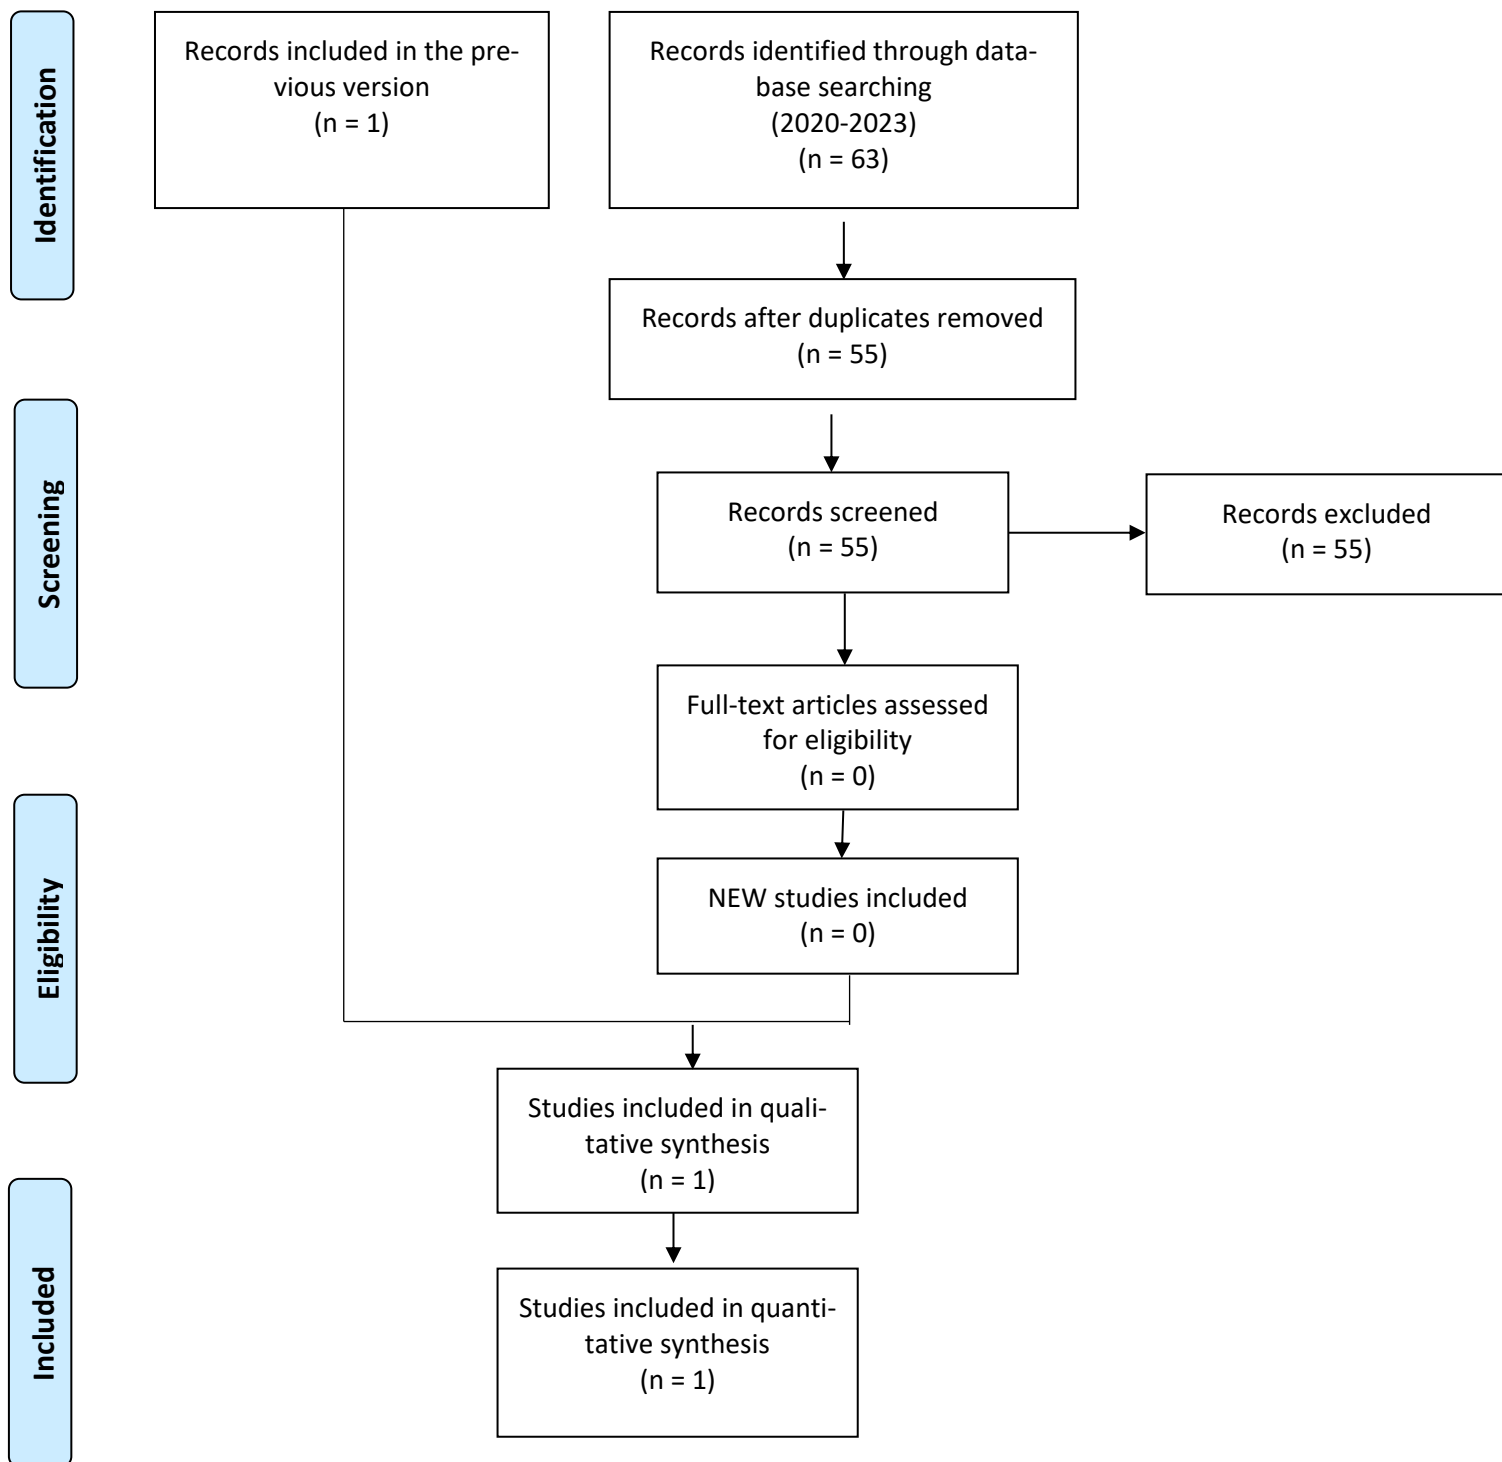 Identification
Records included in the pre-
vious version
(n = 1)
Records identified through data-
base searching
(2020-2023)
(n = 63)
Records after duplicates removed
(n = 55)
Screening
Records screened
(n = 55)
Records excluded
(n = 55)
Full-text articles assessed
for eligibility
(n = 0)
Eligibility
NEW studies included
(n = 0)
Studies included in quali-
tative synthesis
(n = 1)
Included
Studies included in quanti-
tative synthesis
(n = 1)